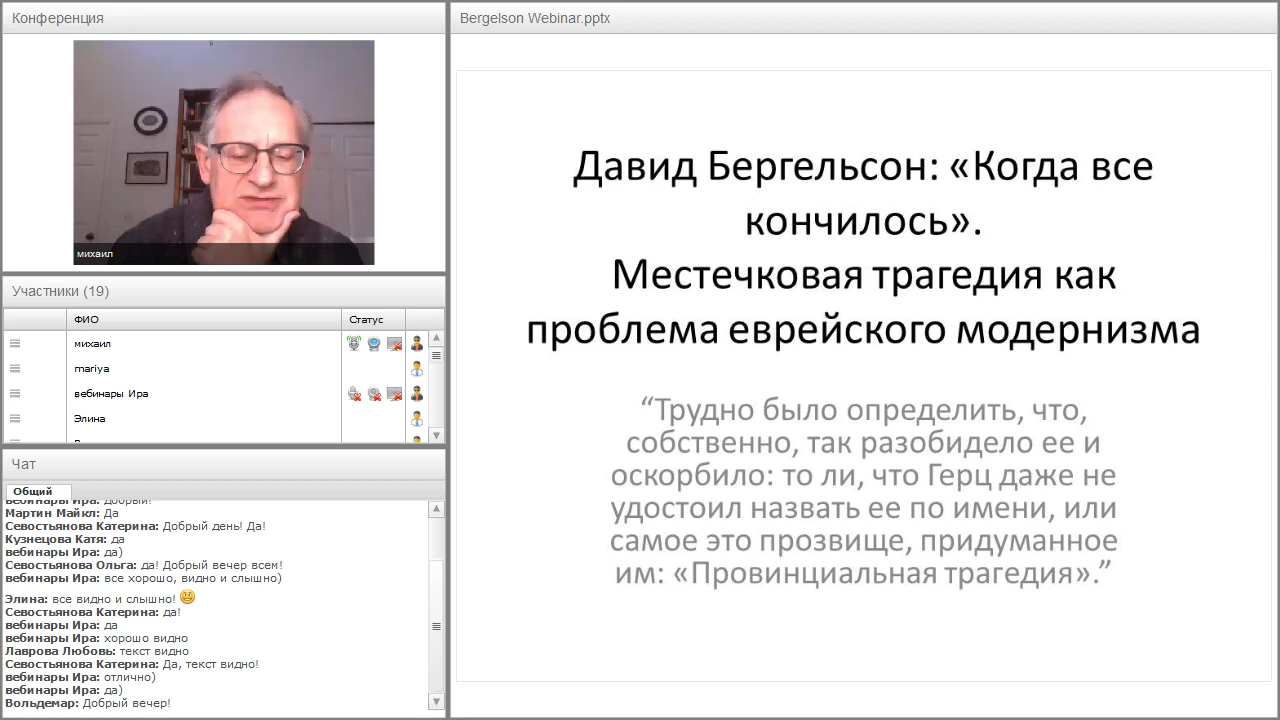 Конференция
михаил
Участники (19)
ФИО
Статус
михаил
mariya
вебинары Ира
Элина
Чат
Общий
вебинары Ира: добрый!
Мартин Майкл: Да
Севостьянова Катерина: Добрый день! Да!
Кузнецова Катя: да
вебинары Ира: да)
Севостьянова Ольга: да! Добрый вечер всем!
вебинары Ира: все хорошо, видно и слышно)
Элина: все видно и слышно!
Севостьянова Катерина: да!
вебинары Ира: да
вебинары Ира: хорошо видно
Лаврова Любовь: текст видно
Севостьянова Катерина: Да, текст видно!
вебинары Ира: отлично)
вебинары Ира: да)
Вольдемар: Добрый вечер!
Bergelson Webinar.pptx
Давид Бергельсон: «Когда все
кончилось».
Местечковая трагедия как
проблема еврейского модернизма
“Трудно было определить, что,
собственно, так разобидело ее и
оскорбило: то ли, что Герц даже не
удостоил назвать ее по имени, или
самое это прозвище, придуманное
им: «Провинциальная трагедия».”